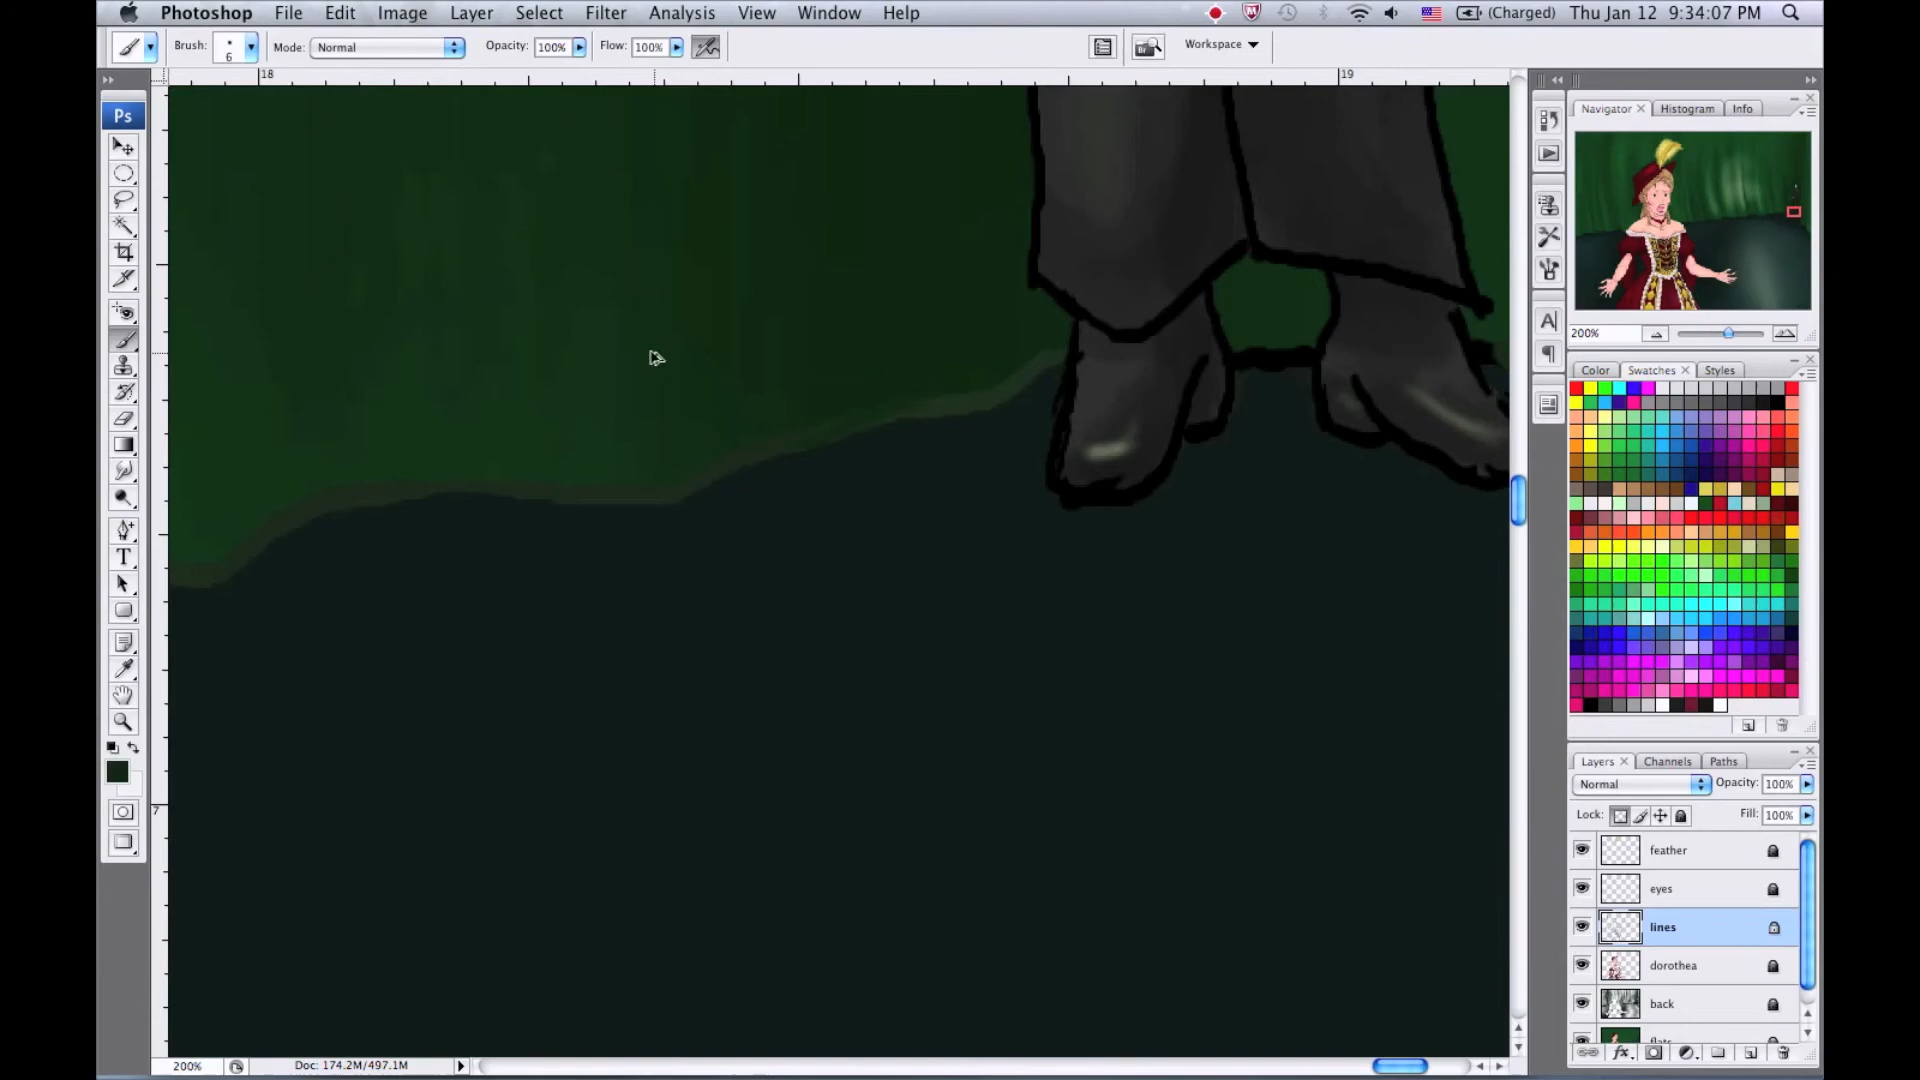 Photoshop File Edit Image Layer Select Filter Analysis View Window Help (Charged) Thu Jan 12 9:34:07 PM
Brush: 6 Mode: Normal Opacity: 100% Flow: 100% Workspace
18 19
Ps
Navigator Histogram Info
200%
Color Swatches Styles
T
A
7
Layers Channels Paths
Normal Opacity: 100%
Lock: Fill: 100%
feather
eyes
lines
dorothea
back
fx
200% Doc: 174.2M/497.1M